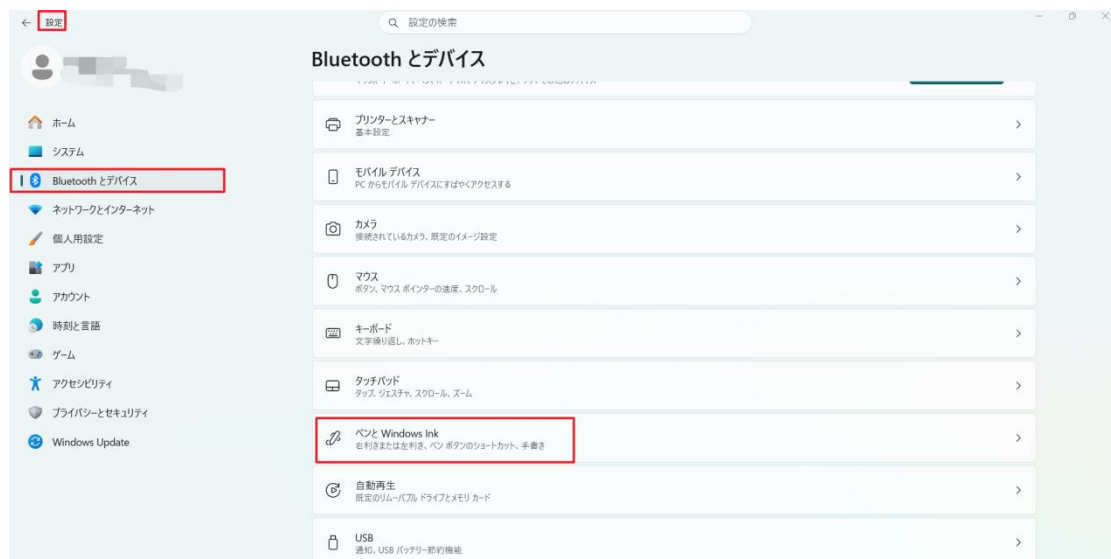 設定
設定の検索
Bluetooth とデバイス
ホーム
システム
Bluetooth とデバイス
ネットワークとインターネット
個人用設定
アプリ
アカウント
時刻と言語
ゲーム
アクセシビリティ
プライバシーとセキュリティ
Windows Update
プリンターとスキャナー
基本設定
モバイル デバイス
PC からモバイル デバイスにすばやくアクセスする
カメラ
接続されているカメラ、既定のイメージ設定
マウス
ボタン、マウス ポインターの速度、スクロール
キーボード
文字繰り返し、ホットキー
タッチパッド
タップ、ジェスチャ、スクロール、ズーム
ペンと Windows Ink
右利きまたは左利き、ペン ボタンのショートカット、手書き
自動再生
既定のリムーバブル ドライブとメモリ カード
USB
通知、USB バッテリー節約機能